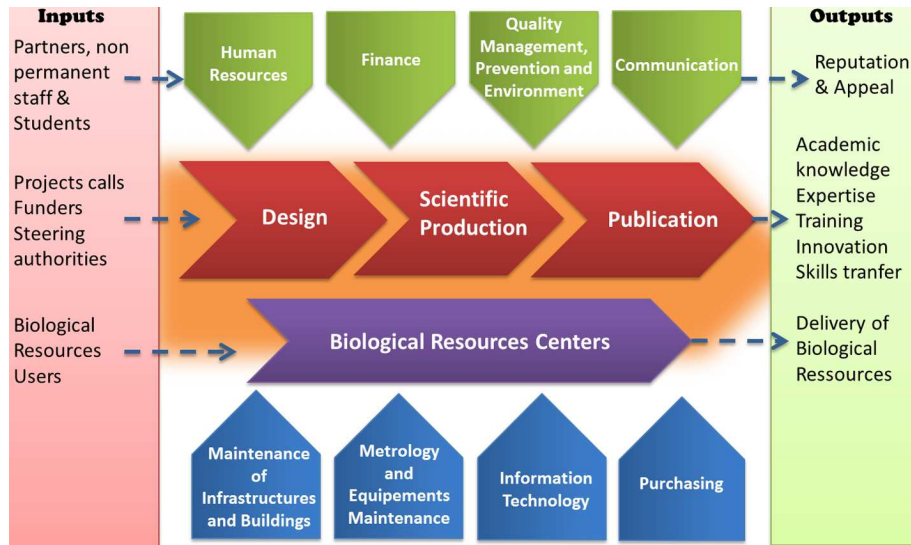 Inputs
Partners, non
permanent
staff &
Students
Projects calls
Funders
Steering
authorities
Biological
Resources
Users
Human
Resources
Finance
Quality
Management,
Prevention and
Environment
Communication
Design
Scientific
Production
Publication
Biological Resources Centers
Maintenance
of
Infrastructures
and Buildings
Metrology
and
Equipements
Maintenance
Information
Technology
Purchasing
Outputs
Reputation
& Appeal
Academic
knowledge
Expertise
Training
Innovation
Skills tranfer
Delivery of
Biological
Ressources